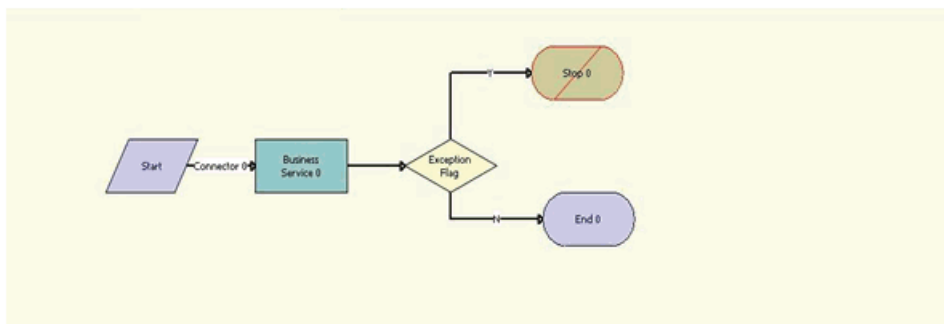 Y
Stop 0
Start
Connector 0
Business
Service 0
Exception
Flag
N
End 0